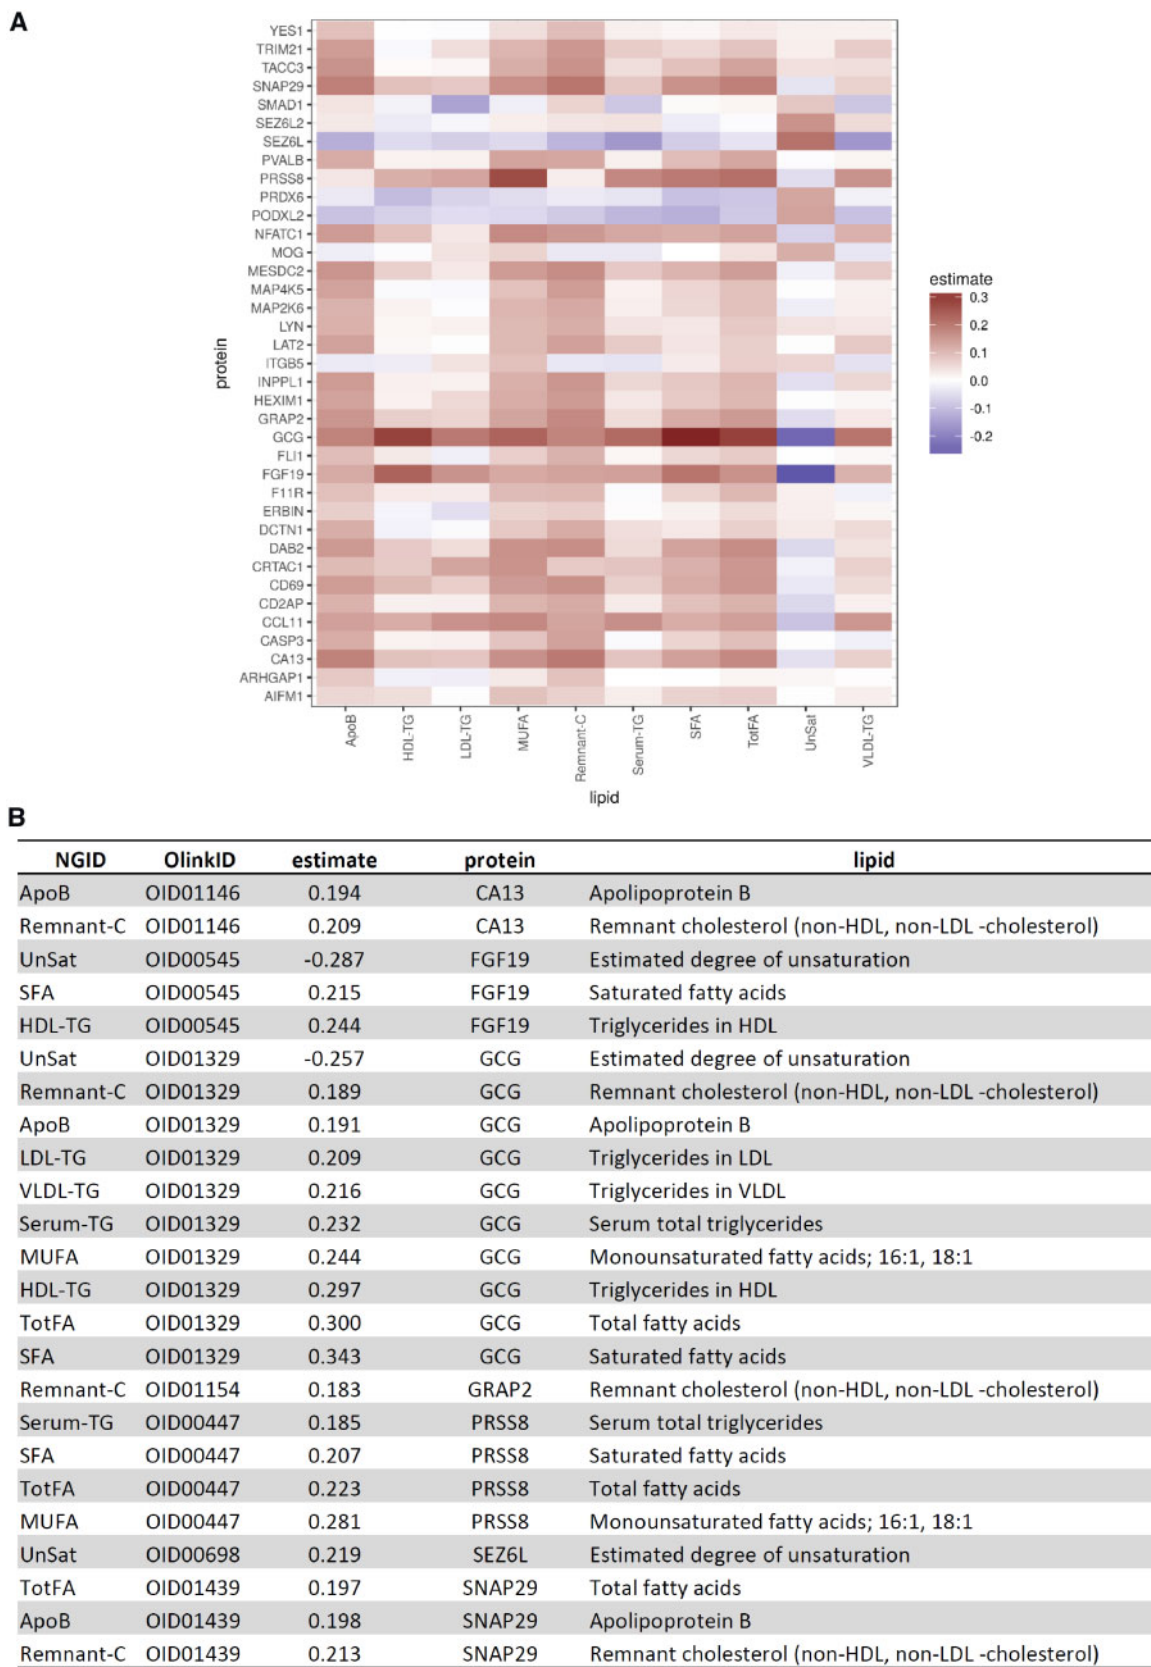 A
YES1
TRIM21
TACC3
SNAP29
SMAD1
SEZ6L2
SEZ6L
PVALB
PRSS8
PRDX6
PODXL2
NFATC1
MOG
MESDC2
MAP4K5
MAP2K6
LYN
LAT2
ITGB5
INPPL1
HEXIM1
GRAP2
GCG
FLI1
FGF19
F11R
ERBIN
DCTN1
DAB2
CRTAC1
CD69
CD2AP
CCL11
CASP3
CA13
ARHGAP1
AIFM1
protein
ApoB
HDL-TG
LDL-TG
MUFA
Remnant-C
Serum-TG
SFA
TotFA
UnSat
VLDL-TG
lipid
estimate
0.3
0.2
0.1
0.0
-0.1
-0.2
B
NGID OlinkID estimate protein lipid
ApoB OID01146 0.194 CA13 Apolipoprotein B
Remnant-C OID01146 0.209 CA13 Remnant cholesterol (non-HDL, non-LDL -cholesterol)
UnSat OID00545 -0.287 FGF19 Estimated degree of unsaturation
SFA OID00545 0.215 FGF19 Saturated fatty acids
HDL-TG OID00545 0.244 FGF19 Triglycerides in HDL
UnSat OID01329 -0.257 GCG Estimated degree of unsaturation
Remnant-C OID01329 0.189 GCG Remnant cholesterol (non-HDL, non-LDL -cholesterol)
ApoB OID01329 0.191 GCG Apolipoprotein B
LDL-TG OID01329 0.209 GCG Triglycerides in LDL
VLDL-TG OID01329 0.216 GCG Triglycerides in VLDL
Serum-TG OID01329 0.232 GCG Serum total triglycerides
MUFA OID01329 0.244 GCG Monounsaturated fatty acids; 16:1, 18:1
HDL-TG OID01329 0.297 GCG Triglycerides in HDL
TotFA OID01329 0.300 GCG Total fatty acids
SFA OID01329 0.343 GCG Saturated fatty acids
Remnant-C OID01154 0.183 GRAP2 Remnant cholesterol (non-HDL, non-LDL -cholesterol)
Serum-TG OID00447 0.185 PRSS8 Serum total triglycerides
SFA OID00447 0.207 PRSS8 Saturated fatty acids
TotFA OID00447 0.223 PRSS8 Total fatty acids
MUFA OID00447 0.281 PRSS8 Monounsaturated fatty acids; 16:1, 18:1
UnSat OID00698 0.219 SEZ6L Estimated degree of unsaturation
TotFA OID01439 0.197 SNAP29 Total fatty acids
ApoB OID01439 0.198 SNAP29 Apolipoprotein B
Remnant-C OID01439 0.213 SNAP29 Remnant cholesterol (non-HDL, non-LDL -cholesterol)